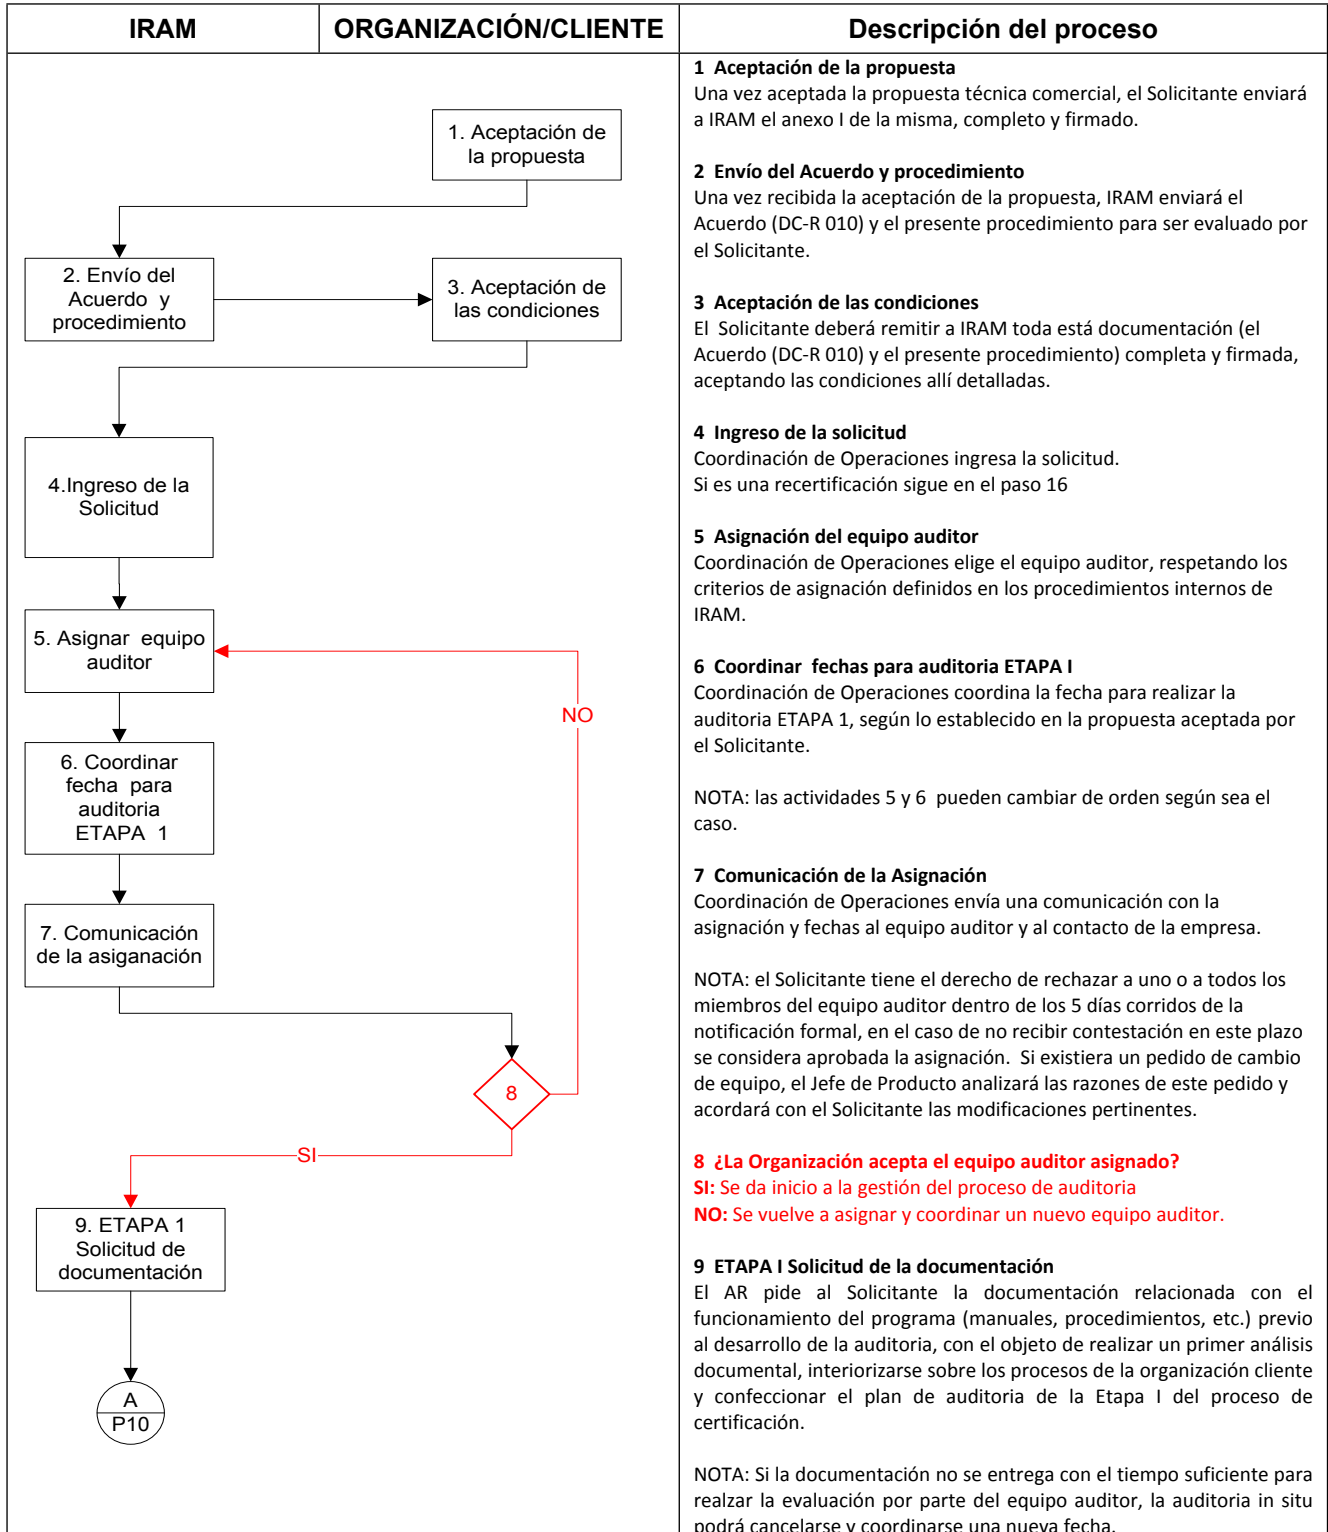 IRAM
ORGANIZACIÓN/CLIENTE
Descripción del proceso
1. Aceptación de
la propuesta
2. Envío del
Acuerdo y
procedimiento
3. Aceptación de
las condiciones
4.Ingreso de la
Solicitud
5. Asignar equipo
auditor
NO
6. Coordinar
fecha para
auditoria
ETAPA 1
7. Comunicación
de la asiganación
8
SI
9. ETAPA 1
Solicitud de
documentación
A
P10
1 Aceptación de la propuesta
Una vez aceptada la propuesta técnica comercial, el Solicitante enviará
a IRAM el anexo I de la misma, completo y firmado.
2 Envío del Acuerdo y procedimiento
Una vez recibida la aceptación de la propuesta, IRAM enviará el
Acuerdo (DC-R 010) y el presente procedimiento para ser evaluado por
el Solicitante.
3 Aceptación de las condiciones
El Solicitante deberá remitir a IRAM toda está documentación (el
Acuerdo (DC-R 010) y el presente procedimiento) completa y firmada,
aceptando las condiciones allí detalladas.
4 Ingreso de la solicitud
Coordinación de Operaciones ingresa la solicitud.
Si es una recertificación sigue en el paso 16
5 Asignación del equipo auditor
Coordinación de Operaciones elige el equipo auditor, respetando los
criterios de asignación definidos en los procedimientos internos de
IRAM.
6 Coordinar fechas para auditoria ETAPA I
Coordinación de Operaciones coordina la fecha para realizar la
auditoria ETAPA 1, según lo establecido en la propuesta aceptada por
el Solicitante.
NOTA: las actividades 5 y 6 pueden cambiar de orden según sea el
caso.
7 Comunicación de la Asignación
Coordinación de Operaciones envía una comunicación con la
asignación y fechas al equipo auditor y al contacto de la empresa.
NOTA: el Solicitante tiene el derecho de rechazar a uno o a todos los
miembros del equipo auditor dentro de los 5 días corridos de la
notificación formal, en el caso de no recibir contestación en este plazo
se considera aprobada la asignación. Si existiera un pedido de cambio
de equipo, el Jefe de Producto analizará las razones de este pedido y
acordará con el Solicitante las modificaciones pertinentes.
8 ¿La Organización acepta el equipo auditor asignado?
SI: Se da inicio a la gestión del proceso de auditoria
NO: Se vuelve a asignar y coordinar un nuevo equipo auditor.
9 ETAPA I Solicitud de la documentación
El AR pide al Solicitante la documentación relacionada con el
funcionamiento del programa (manuales, procedimientos, etc.) previo
al desarrollo de la auditoria, con el objeto de realizar un primer análisis
documental, interiorizarse sobre los procesos de la organización cliente
y confeccionar el plan de auditoria de la Etapa I del proceso de
certificación.
NOTA: Si la documentación no se entrega con el tiempo suficiente para
realzar la evaluación por parte del equipo auditor, la auditoria in situ
podrá cancelarse y coordinarse una nueva fecha.